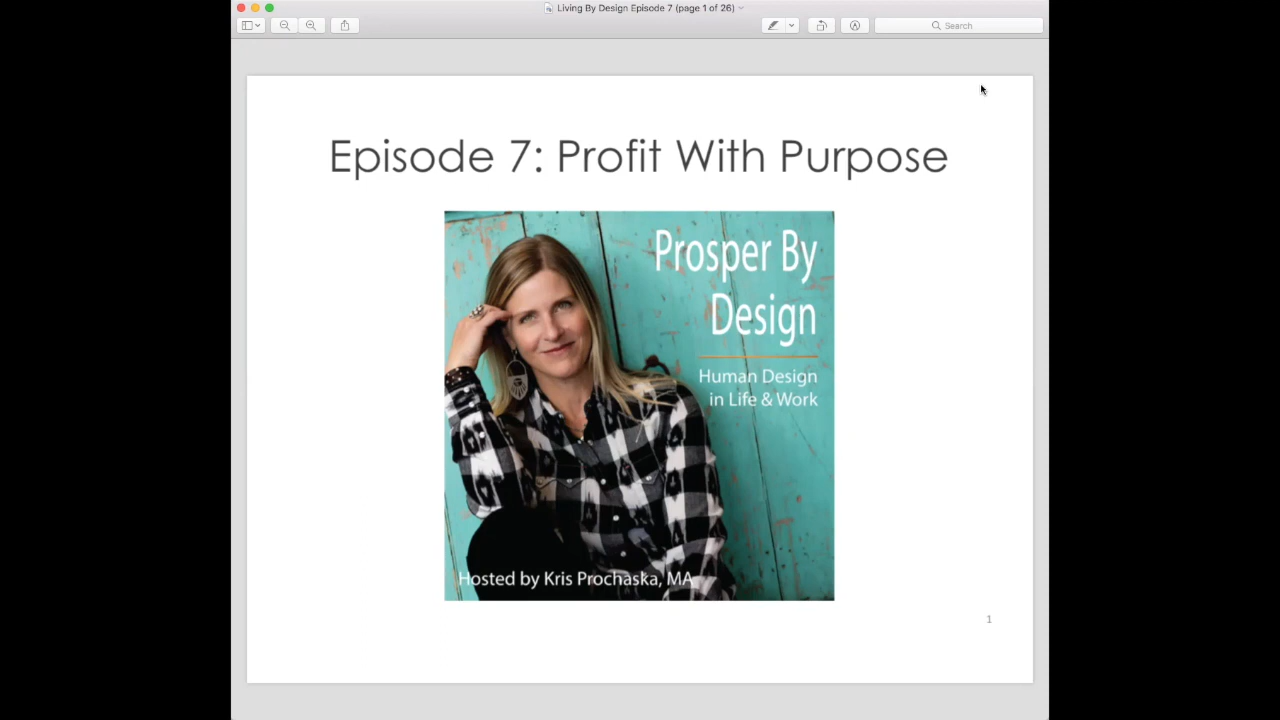 Living By Design Episode 7 (page 1 of 26)
Search
Episode 7: Profit With Purpose
Prosper By
Design
Human Design
in Life & Work
Hosted by Kris Prochaska, MA
1